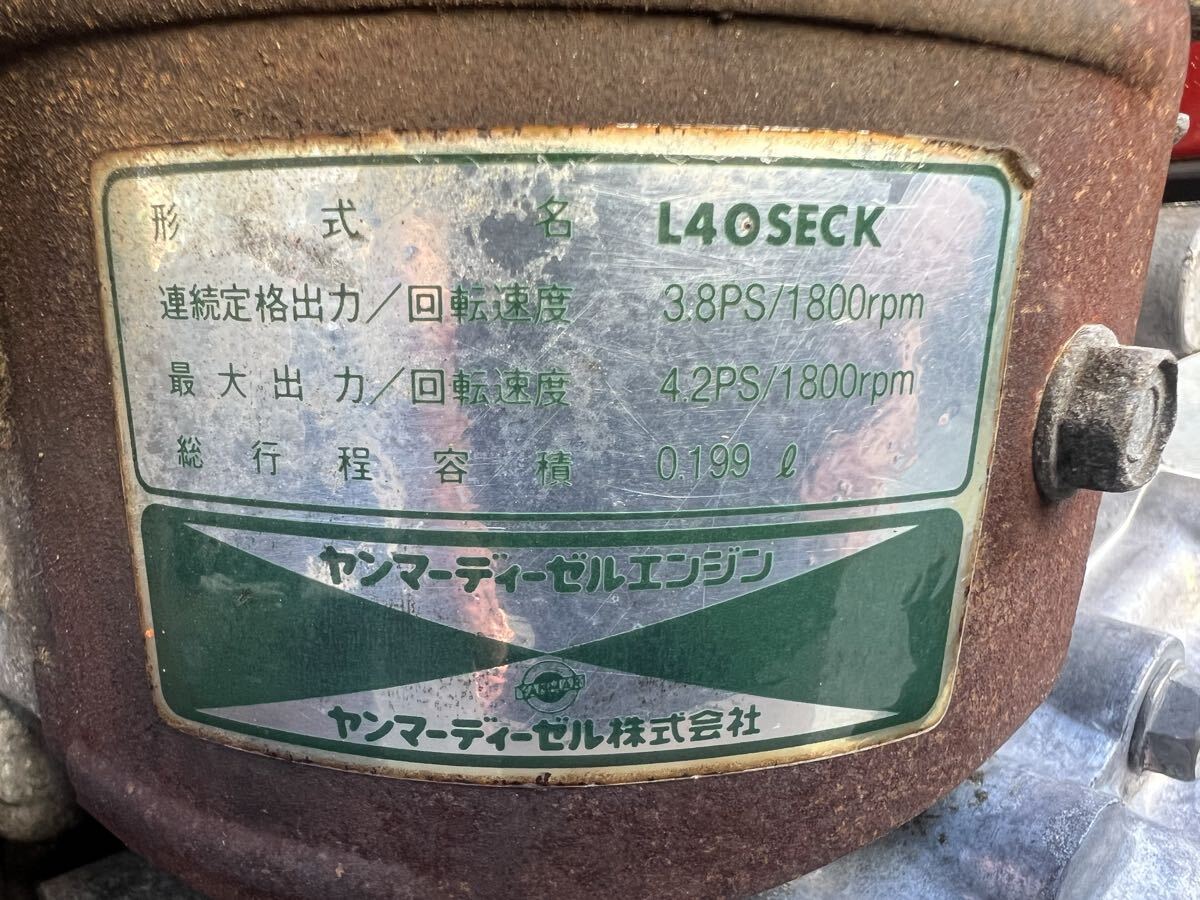 形式名 L40SECK
連続定格出力／回転速度 3.8PS/1800rpm
最大出力／回転速度 4.2PS/1800rpm
総行程容積 0.199 ℓ
ヤンマーディーゼルエンジン
YANMAR
ヤンマーディーゼル株式会社